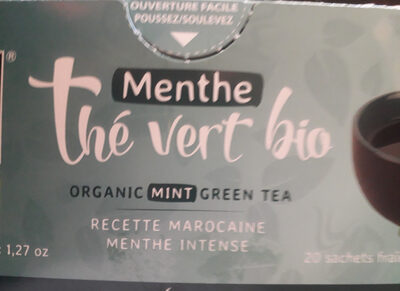 OUVERTURE FACILE
POUSSEZ/SOULEVEZ
®
Menthe
thé vert bio
ORGANIC MINT GREEN TEA
RECETTE MAROCAINE
MENTHE INTENSE
1,27 oz
20 sachets